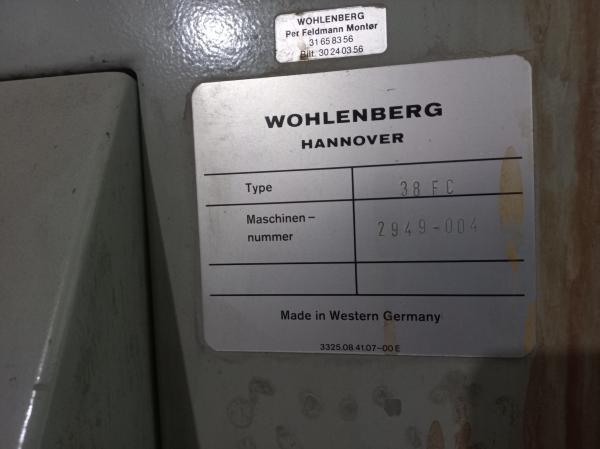 WOHLENBERG
Per Feldmann Montør
31 65 83 56
Bilt. 30 24 03 56
WOHLENBERG
HANNOVER
Type 38 FC
Maschinen–
nummer 2949-004
Made in Western Germany
3325.08.41.07–00 E